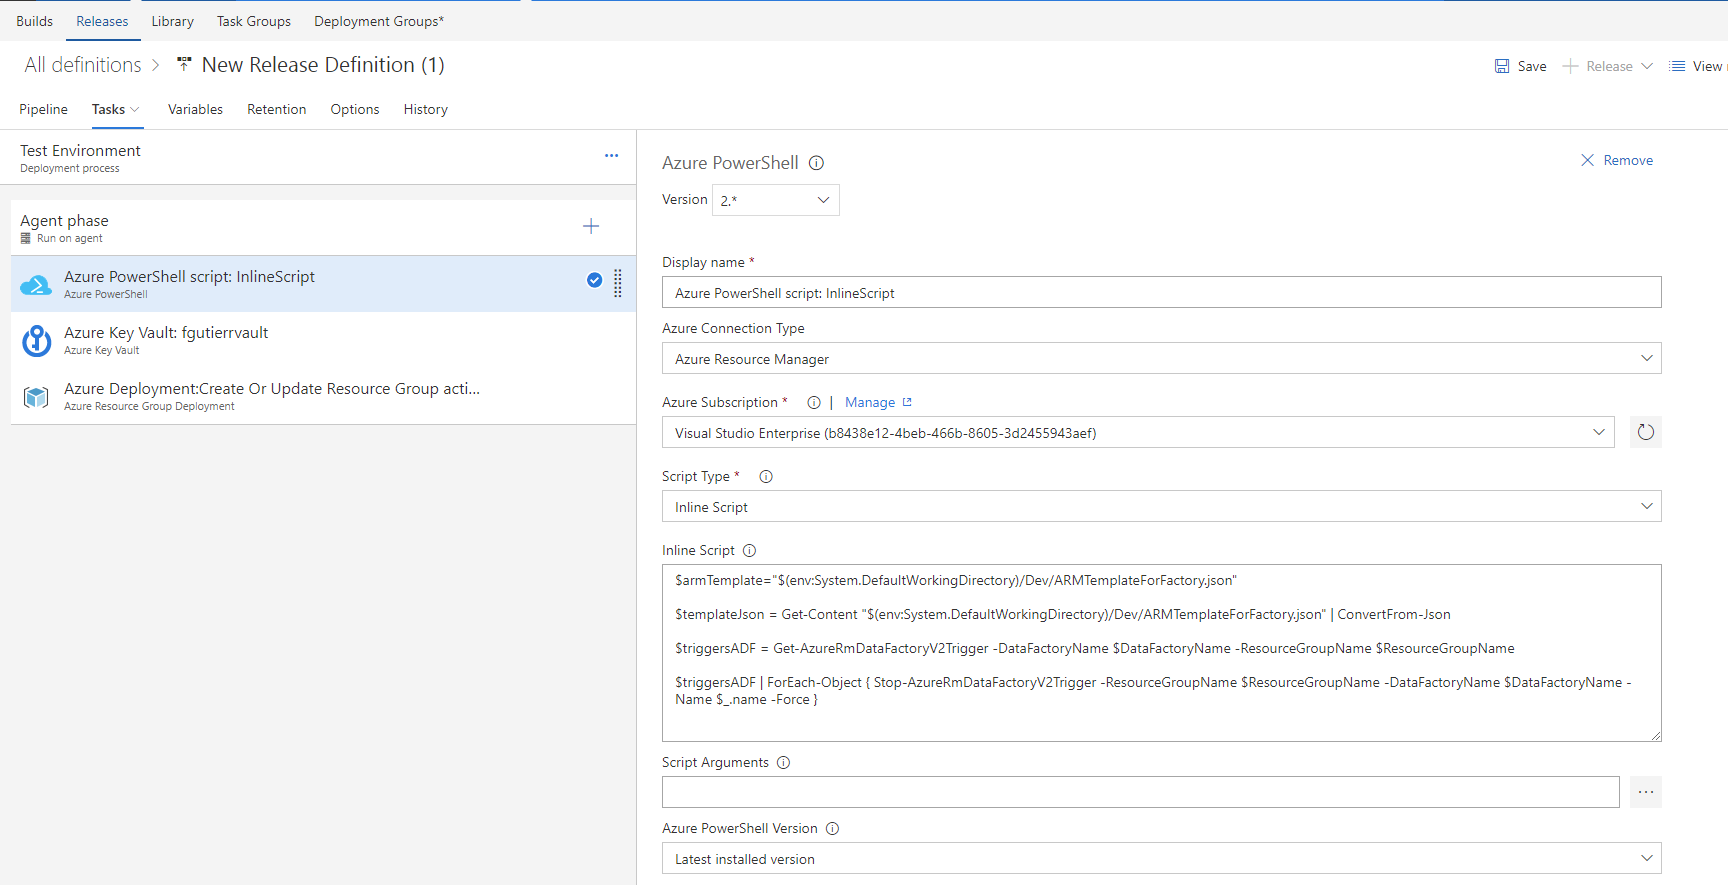 Builds Releases Library Task Groups Deployment Groups*
All definitions > New Release Definition (1)
Save + Release View
Pipeline Tasks Variables Retention Options History
Test Environment
Deployment process
...
Agent phase
Run on agent
Azure PowerShell script: InlineScript
Azure PowerShell
Azure Key Vault: fgutierrvault
Azure Key Vault
Azure Deployment:Create Or Update Resource Group acti...
Azure Resource Group Deployment
Azure PowerShell
Remove
Version 2.*
Display name *
Azure PowerShell script: InlineScript
Azure Connection Type
Azure Resource Manager
Azure Subscription * | Manage
Visual Studio Enterprise (b8438e12-4beb-466b-8605-3d2455943aef)
Script Type *
Inline Script
Inline Script
$armTemplate="$(env:System.DefaultWorkingDirectory)/Dev/ARMTemplateForFactory.json"
$templateJson = Get-Content "$(env:System.DefaultWorkingDirectory)/Dev/ARMTemplateForFactory.json" | ConvertFrom-Json
$triggersADF = Get-AzureRmDataFactoryV2Trigger -DataFactoryName $DataFactoryName -ResourceGroupName $ResourceGroupName
$triggersADF | ForEach-Object { Stop-AzureRmDataFactoryV2Trigger -ResourceGroupName $ResourceGroupName -DataFactoryName $DataFactoryName -
Name $_.name -Force }
Script Arguments
...
Azure PowerShell Version
Latest installed version